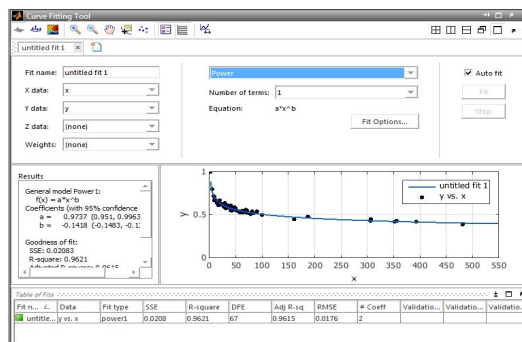 Curve Fitting Tool
untitled fit 1
Fit name: untitled fit 1
X data: x
Y data: y
Z data: (none)
Weights: (none)
Power
Number of terms: 1
Equation: a*x^b
Fit Options...
Auto fit
Fit
Stop
Results
General model Power1:
f(x) = a*x^b
Coefficients (with 95% confidence
a = 0.9737 (0.951, 0.9963
b = -0.1418 (-0.1483, -0.1
Goodness of fit:
SSE: 0.02083
R-square: 0.9621
Adjusted R-square: 0.9615
1
0.5
0
y
0 50 100 150 200 250 300 350 400 450 500 550
x
untitled fit 1
y vs. x
Table of Fits
Fit n... Data Fit type SSE R-square DFE Adj R-sq RMSE # Coeff Validatio... Validatio... Validatio...
untitle... y vs. x power1 0.0208 0.9621 67 0.9615 0.0176 2